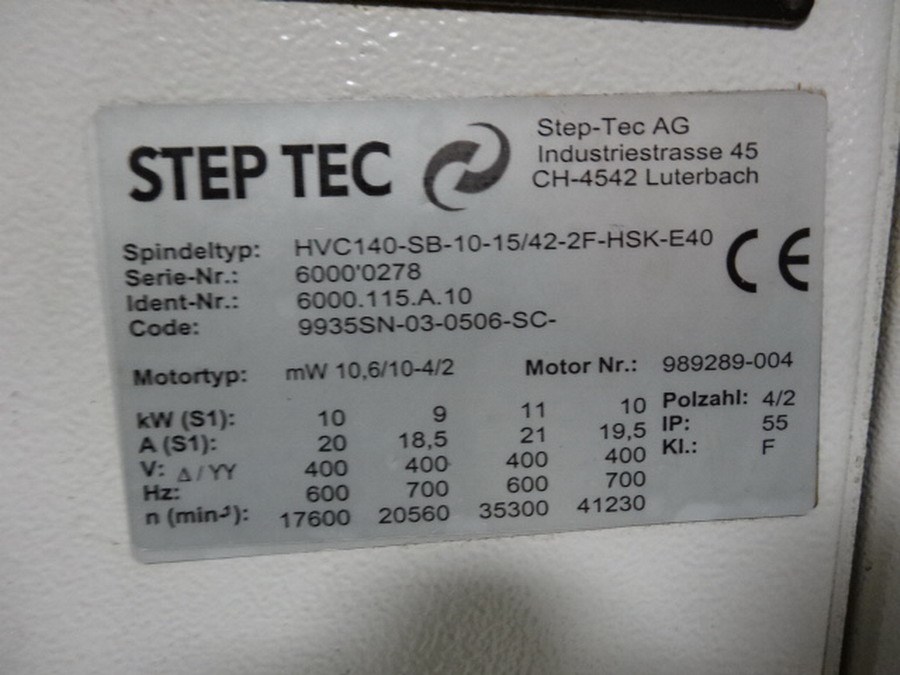 STEP TEC
Step-Tec AG
Industriestrasse 45
CH-4542 Luterbach
Spindeltyp: HVC140-SB-10-15/42-2F-HSK-E40
CE
Serie-Nr.: 6000'0278
Ident-Nr.: 6000.115.A.10
Code: 9935SN-03-0506-SC-
Motortyp: mW 10,6/10-4/2 Motor Nr.: 989289-004
kW (S1): 10 9 11 10 Polzahl: 4/2
A (S1): 20 18,5 21 19,5 IP: 55
V: Δ/YY 400 400 400 400 Kl.: F
Hz: 600 700 600 700
n (min⁻¹): 17600 20560 35300 41230